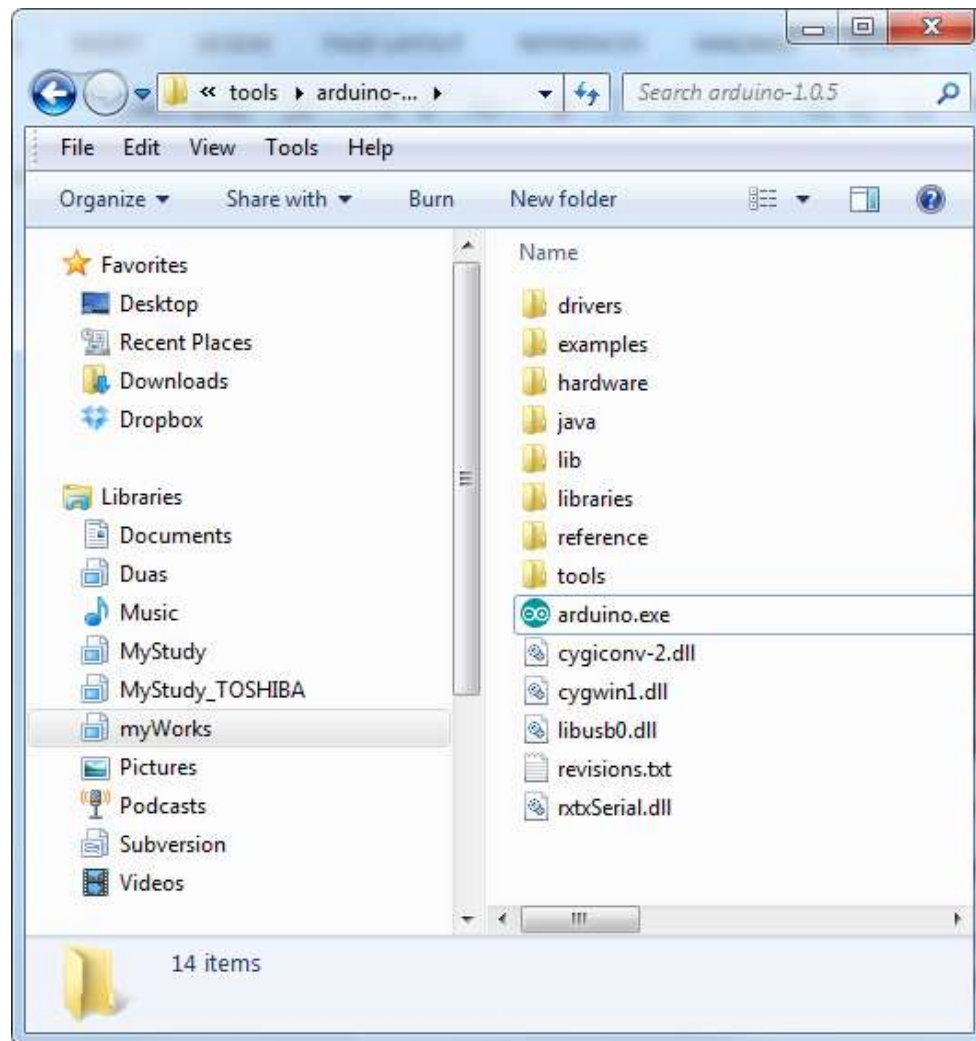 « tools ▸ arduino-... ▸ Search arduino-1.0.5
File Edit View Tools Help
Organize Share with Burn New folder
Favorites
Desktop
Recent Places
Downloads
Dropbox
Libraries
Documents
Duas
Music
MyStudy
MyStudy_TOSHIBA
myWorks
Pictures
Podcasts
Subversion
Videos
Name
drivers
examples
hardware
java
lib
libraries
reference
tools
arduino.exe
cygiconv-2.dll
cygwin1.dll
libusb0.dll
revisions.txt
rxtxSerial.dll
14 items